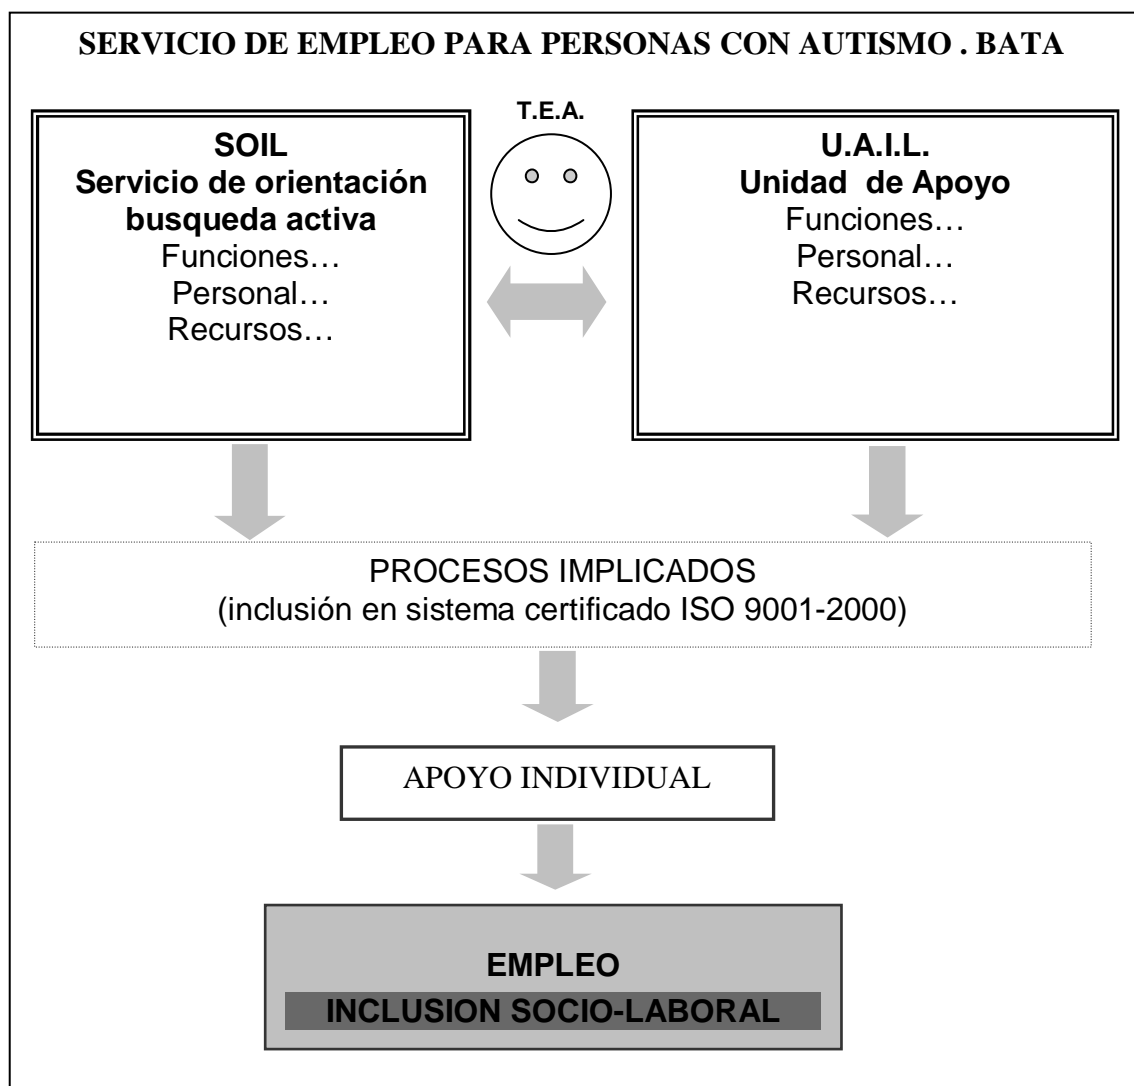 SERVICIO DE EMPLEO PARA PERSONAS CON AUTISMO . BATA
T.E.A.
SOIL
Servicio de orientación
busqueda activa
Funciones…
Personal…
Recursos…
U.A.I.L.
Unidad de Apoyo
Funciones…
Personal…
Recursos…
PROCESOS IMPLICADOS
(inclusión en sistema certificado ISO 9001-2000)
APOYO INDIVIDUAL
EMPLEO
INCLUSION SOCIO-LABORAL